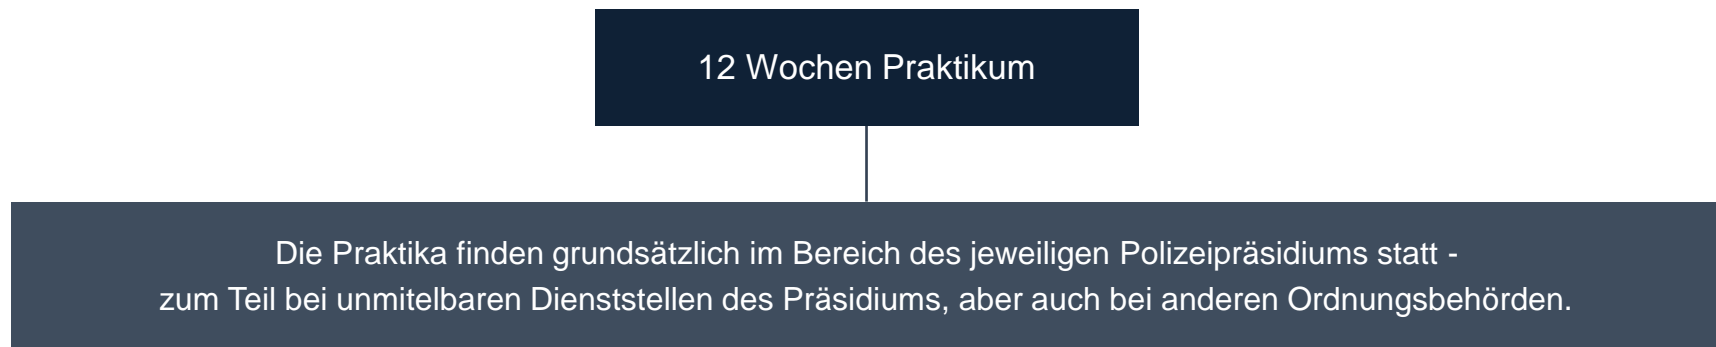 12 Wochen Praktikum
Die Praktika finden grundsätzlich im Bereich des jeweiligen Polizeipräsidiums statt -
zum Teil bei unmitelbaren Dienststellen des Präsidiums, aber auch bei anderen Ordnungsbehörden.